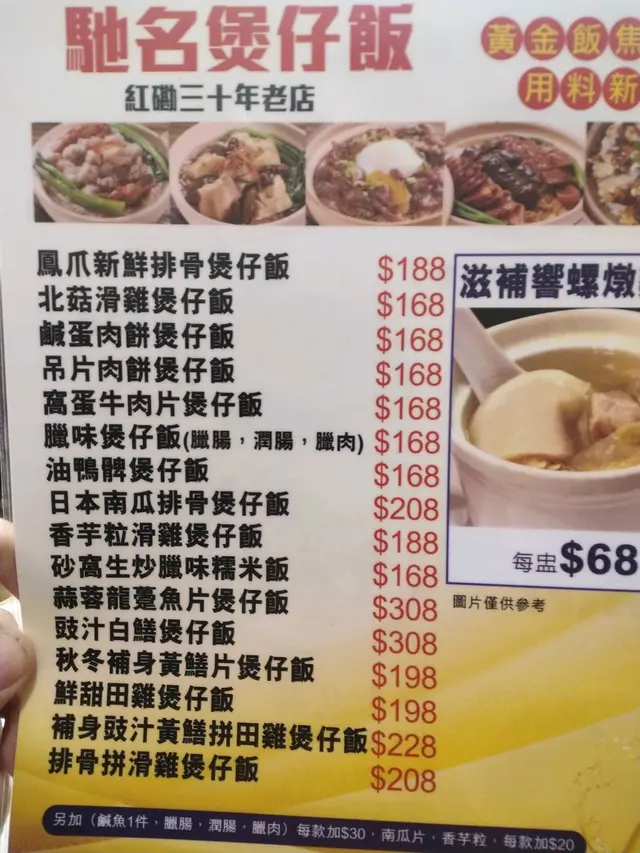 馳名煲仔飯
紅磡三十年老店
黃金飯焦
用料新
鳳爪新鮮排骨煲仔飯 $188
北菇滑雞煲仔飯 $168
鹹蛋肉餅煲仔飯 $168
吊片肉餅煲仔飯 $168
窩蛋牛肉片煲仔飯 $168
臘味煲仔飯(臘腸，潤腸，臘肉) $168
油鴨髀煲仔飯 $168
日本南瓜排骨煲仔飯 $208
香芋粒滑雞煲仔飯 $188
砂窩生炒臘味糯米飯 $168
蒜蓉龍躉魚片煲仔飯 $308
豉汁白鱔煲仔飯 $308
秋冬補身黃鱔片煲仔飯 $198
鮮甜田雞煲仔飯 $198
補身豉汁黃鱔拼田雞煲仔飯 $228
排骨拼滑雞煲仔飯 $208
滋補響螺燉
每盅$68
圖片僅供參考
另加（鹹魚1件，臘腸，潤腸，臘肉）每款加$30，南瓜片，香芋粒，每款加$20